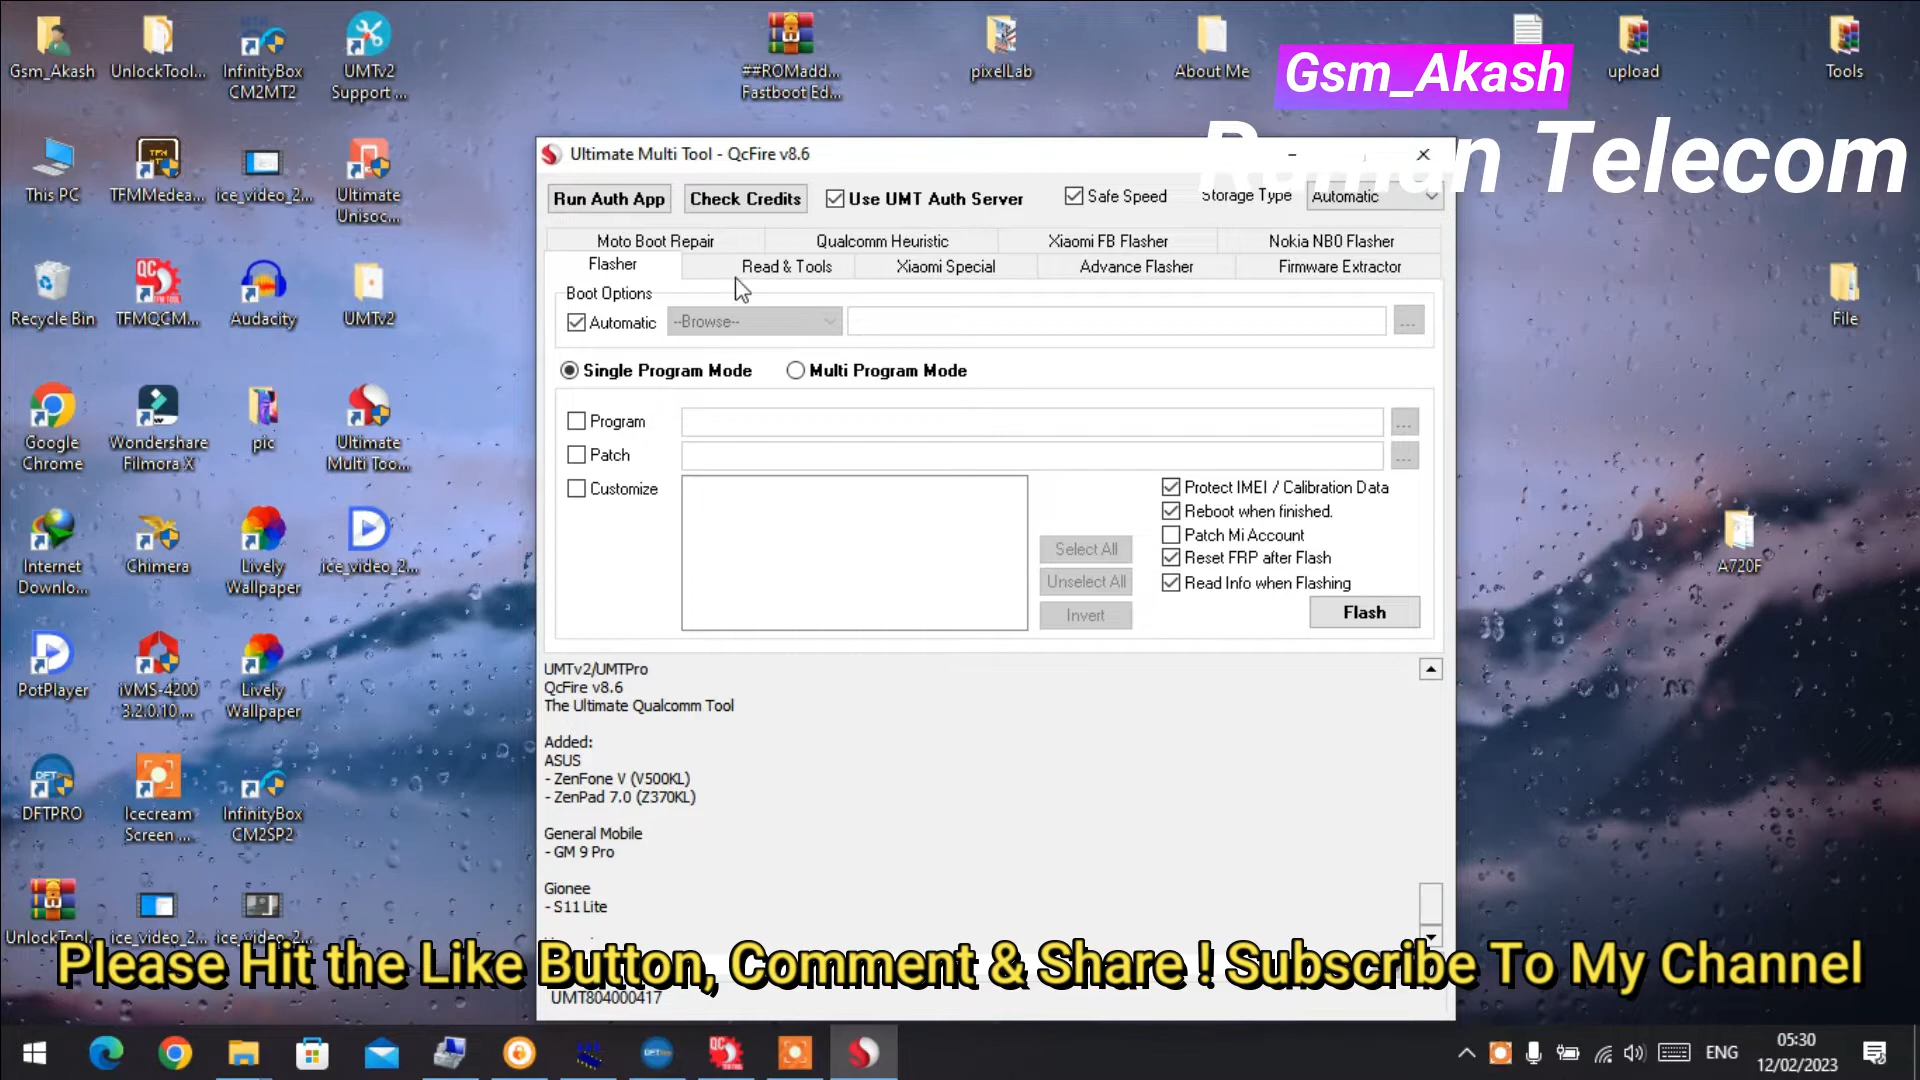 Gsm_Akash
UnlockTool...
InfinityBox
CM2MT2
UMTv2
Support ...
##ROMadd...
Fastboot Ed...
pixelLab
About Me
Gsm_Akash
upload
Tools
Telecom
This PC
TFMMedea...
ice_video_2...
Ultimate
Unisoc...
Recycle Bin
TFMQCM...
Audacity
UMTv2
File
Google
Chrome
Wondershare
Filmora X
pic
Ultimate
Multi Too...
Internet
Downlo...
Chimera
Lively
Wallpaper
ice_video_2...
A720F
PotPlayer
iVMS-4200
3.2.0.10 ...
Lively
Wallpaper
DFTPRO
Icecream
Screen ...
InfinityBox
CM2SP2
UnlockTool.
ice_video_2...
ice_video_2...
Ultimate Multi Tool - QcFire v8.6
Run Auth App
Check Credits
Use UMT Auth Server
Safe Speed
Storage Type
Automatic
Moto Boot Repair
Qualcomm Heuristic
Xiaomi FB Flasher
Nokia NB0 Flasher
Flasher
Read & Tools
Xiaomi Special
Advance Flasher
Firmware Extractor
Boot Options
Automatic
--Browse--
...
Single Program Mode
Multi Program Mode
Program
...
Patch
...
Customize
Select All
Unselect All
Invert
Protect IMEI / Calibration Data
Reboot when finished.
Patch Mi Account
Reset FRP after Flash
Read Info when Flashing
Flash
UMTv2/UMTPro
QcFire v8.6
The Ultimate Qualcomm Tool
Added:
ASUS
- ZenFone V (V500KL)
- ZenPad 7.0 (Z370KL)
General Mobile
- GM 9 Pro
Gionee
- S11 Lite
Please Hit the Like Button, Comment & Share ! Subscribe To My Channel
UMT804000417
ENG
05:30
12/02/2023